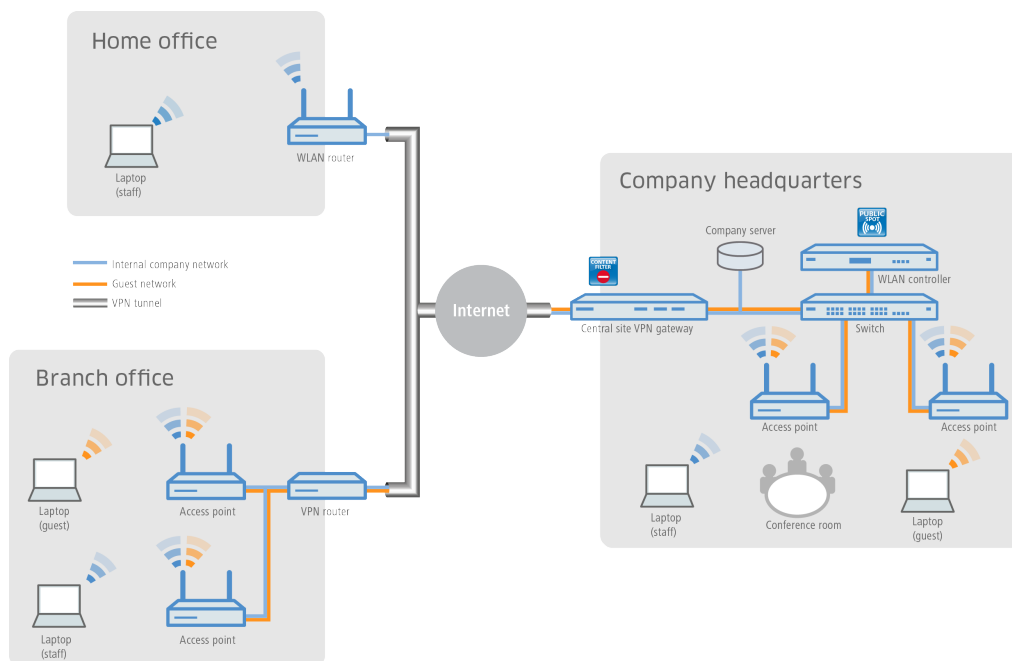 Home office
WLAN router
Laptop
(staff)
Internal company network
Guest network
VPN tunnel
Internet
Company headquarters
PUBLIC
SPOT
Company server
WLAN controller
CONTENT
FILTER
Central site VPN gateway
Switch
Access point
Access point
Laptop
(staff)
Conference room
Laptop
(guest)
Branch office
Laptop
(guest)
Access point
VPN router
Laptop
(staff)
Access point